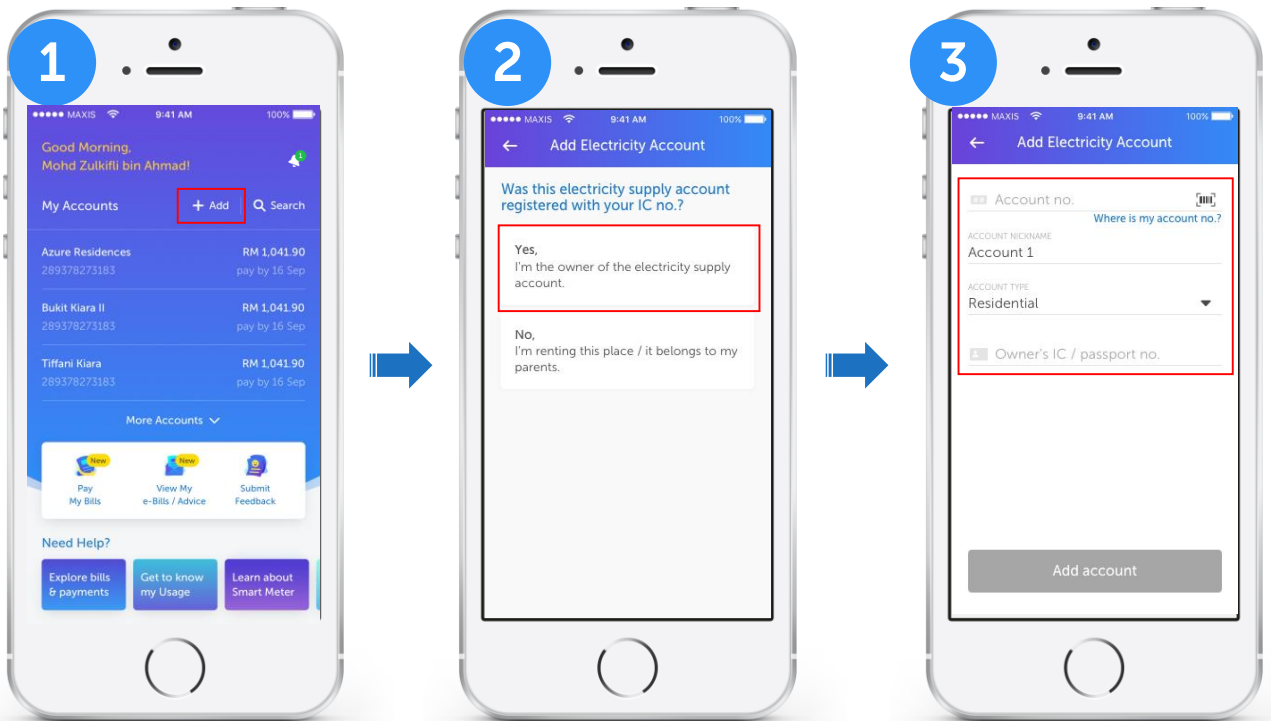 1
MAXIS 9:41 AM 100%
Good Morning,
Mohd Zulkifli bin Ahmad!
1
My Accounts + Add Search
Azure Residences RM 1,041.90
289378273183 pay by 16 Sep
Bukit Kiara II RM 1,041.90
289378273183 pay by 16 Sep
Tiffani Kiara RM 1,041.90
289378273183 pay by 16 Sep
More Accounts
New New
Pay View My Submit
My Bills e-Bills / Advice Feedback
Need Help?
Explore bills Get to know Learn about
& payments my Usage Smart Meter
2
MAXIS 9:41 AM 100%
← Add Electricity Account
Was this electricity supply account
registered with your IC no.?
Yes,
I'm the owner of the electricity supply
account.
No,
I'm renting this place / it belongs to my
parents.
3
MAXIS 9:41 AM 100%
← Add Electricity Account
Account no.
Where is my account no.?
ACCOUNT NICKNAME
Account 1
ACCOUNT TYPE
Residential
Owner's IC / passport no.
Add account